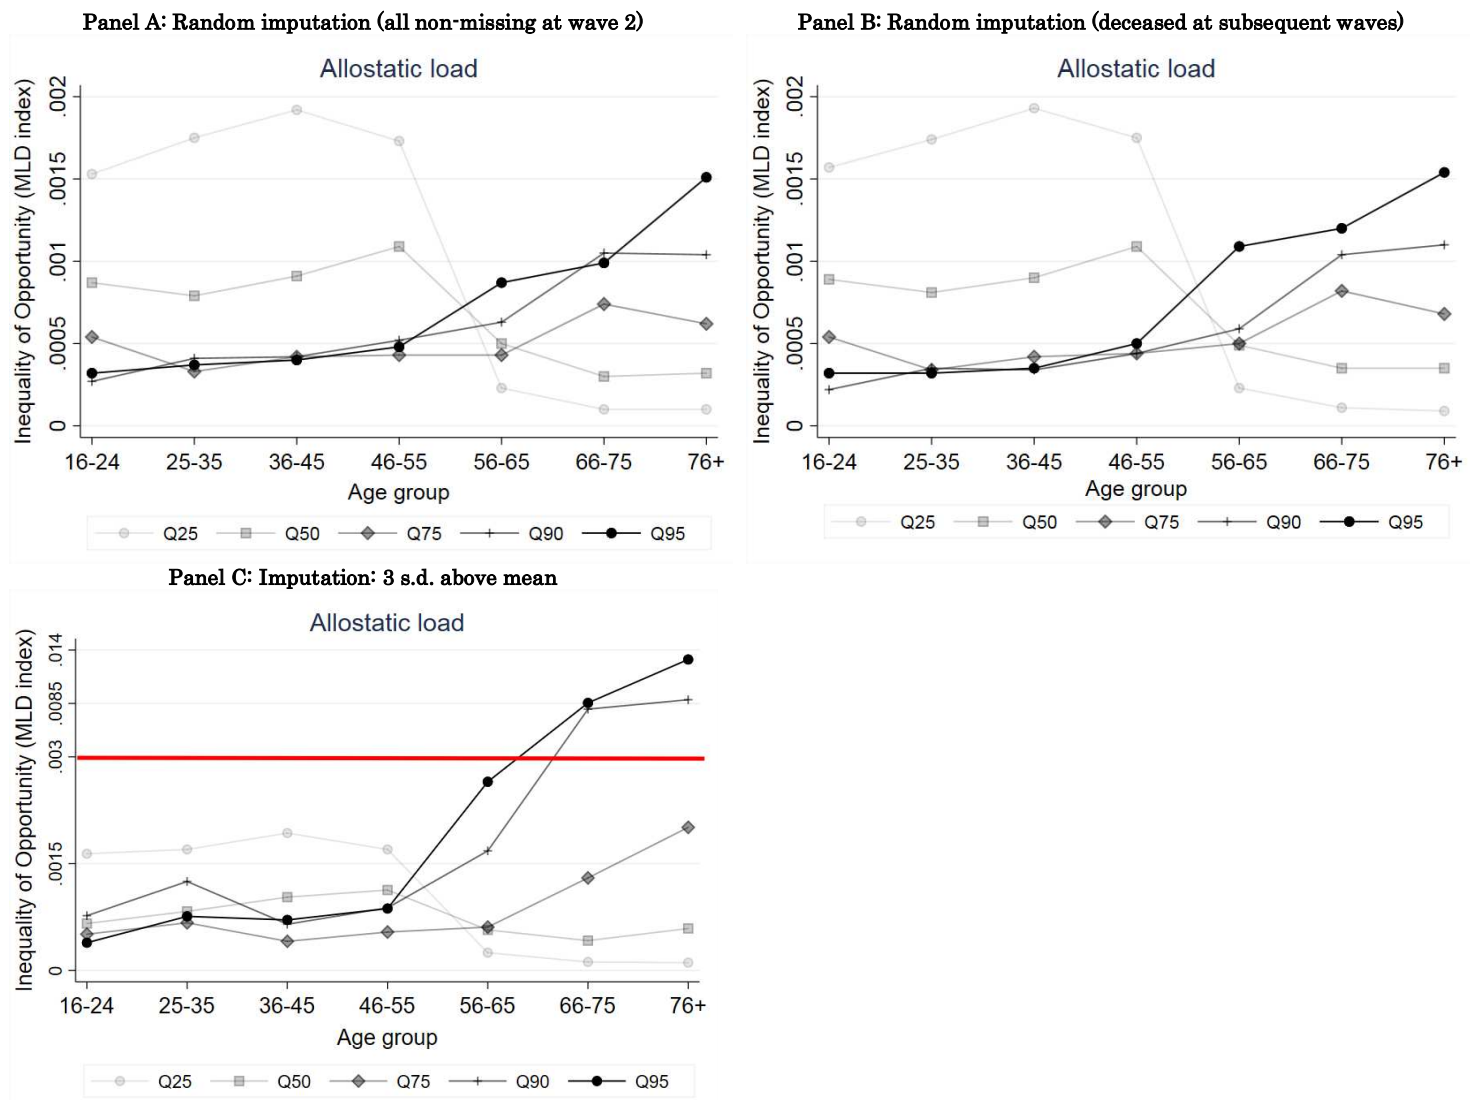 Panel A: Random imputation (all non-missing at wave 2)
Allostatic load
Inequality of Opportunity (MLD index)
.002
.0015
.001
.0005
0
16-24 25-35 36-45 46-55 56-65 66-75 76+
Age group
Q25 Q50 Q75 Q90 Q95
Panel B: Random imputation (deceased at subsequent waves)
Allostatic load
Inequality of Opportunity (MLD index)
.002
.0015
.001
.0005
0
16-24 25-35 36-45 46-55 56-65 66-75 76+
Age group
Q25 Q50 Q75 Q90 Q95
Panel C: Imputation: 3 s.d. above mean
Allostatic load
Inequality of Opportunity (MLD index)
.014
.0085
.003
.0015
0
16-24 25-35 36-45 46-55 56-65 66-75 76+
Age group
Q25 Q50 Q75 Q90 Q95